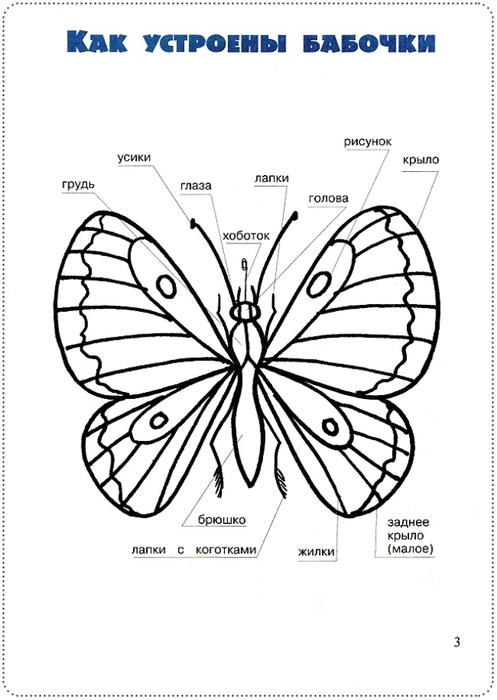 Как устроены бабочки
рисунок
усики
крыло
лапки
грудь
глаза
голова
хоботок
брюшко
заднее
крыло
(малое)
лапки с коготками
жилки
3